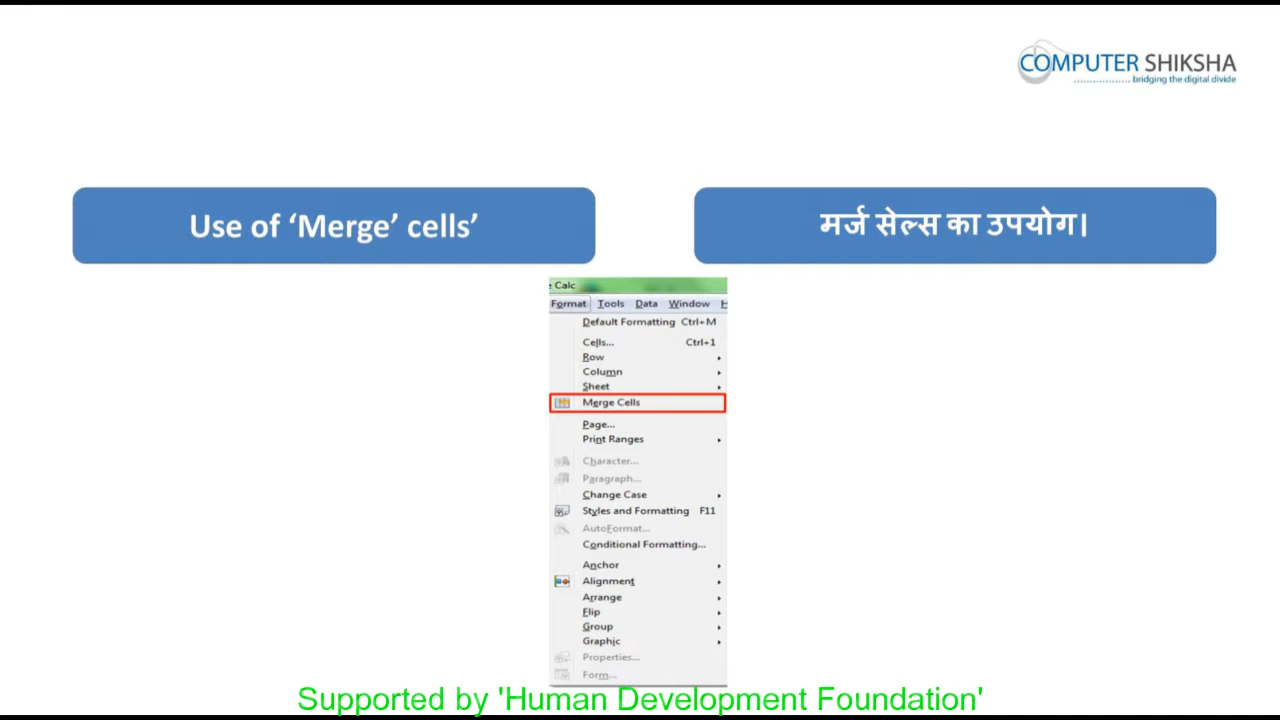 COMPUTER SHIKSHA
bridging the digital divide
Use of ‘Merge’ cells’
मर्ज सेल्स का उपयोग।
Calc
Format Tools Data Window H
Default Formatting Ctrl+M
Cells... Ctrl+1
Row
Column
Sheet
Merge Cells
Page...
Print Ranges
Character...
Paragraph...
Change Case
Styles and Formatting F11
AutoFormat...
Conditional Formatting...
Anchor
Alignment
Arrange
Flip
Group
Graphic
Properties...
Form...
Supported by 'Human Development Foundation'